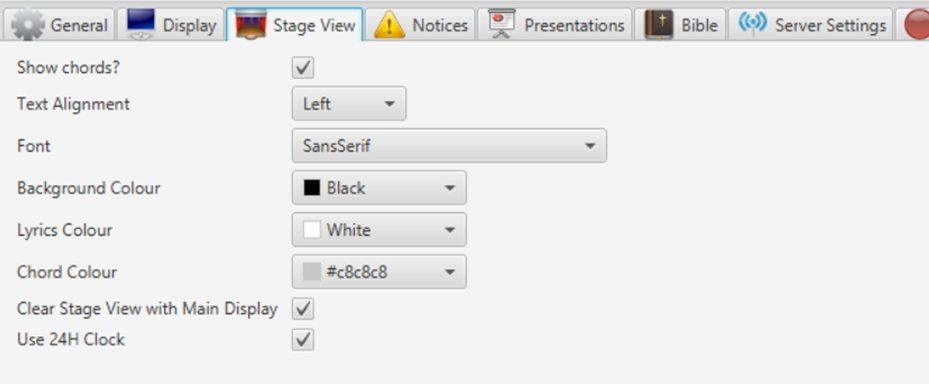 General Display Stage View Notices Presentations Bible Server Settings
Show chords?
Text Alignment Left
Font SansSerif
Background Colour Black
Lyrics Colour White
Chord Colour #c8c8c8
Clear Stage View with Main Display
Use 24H Clock